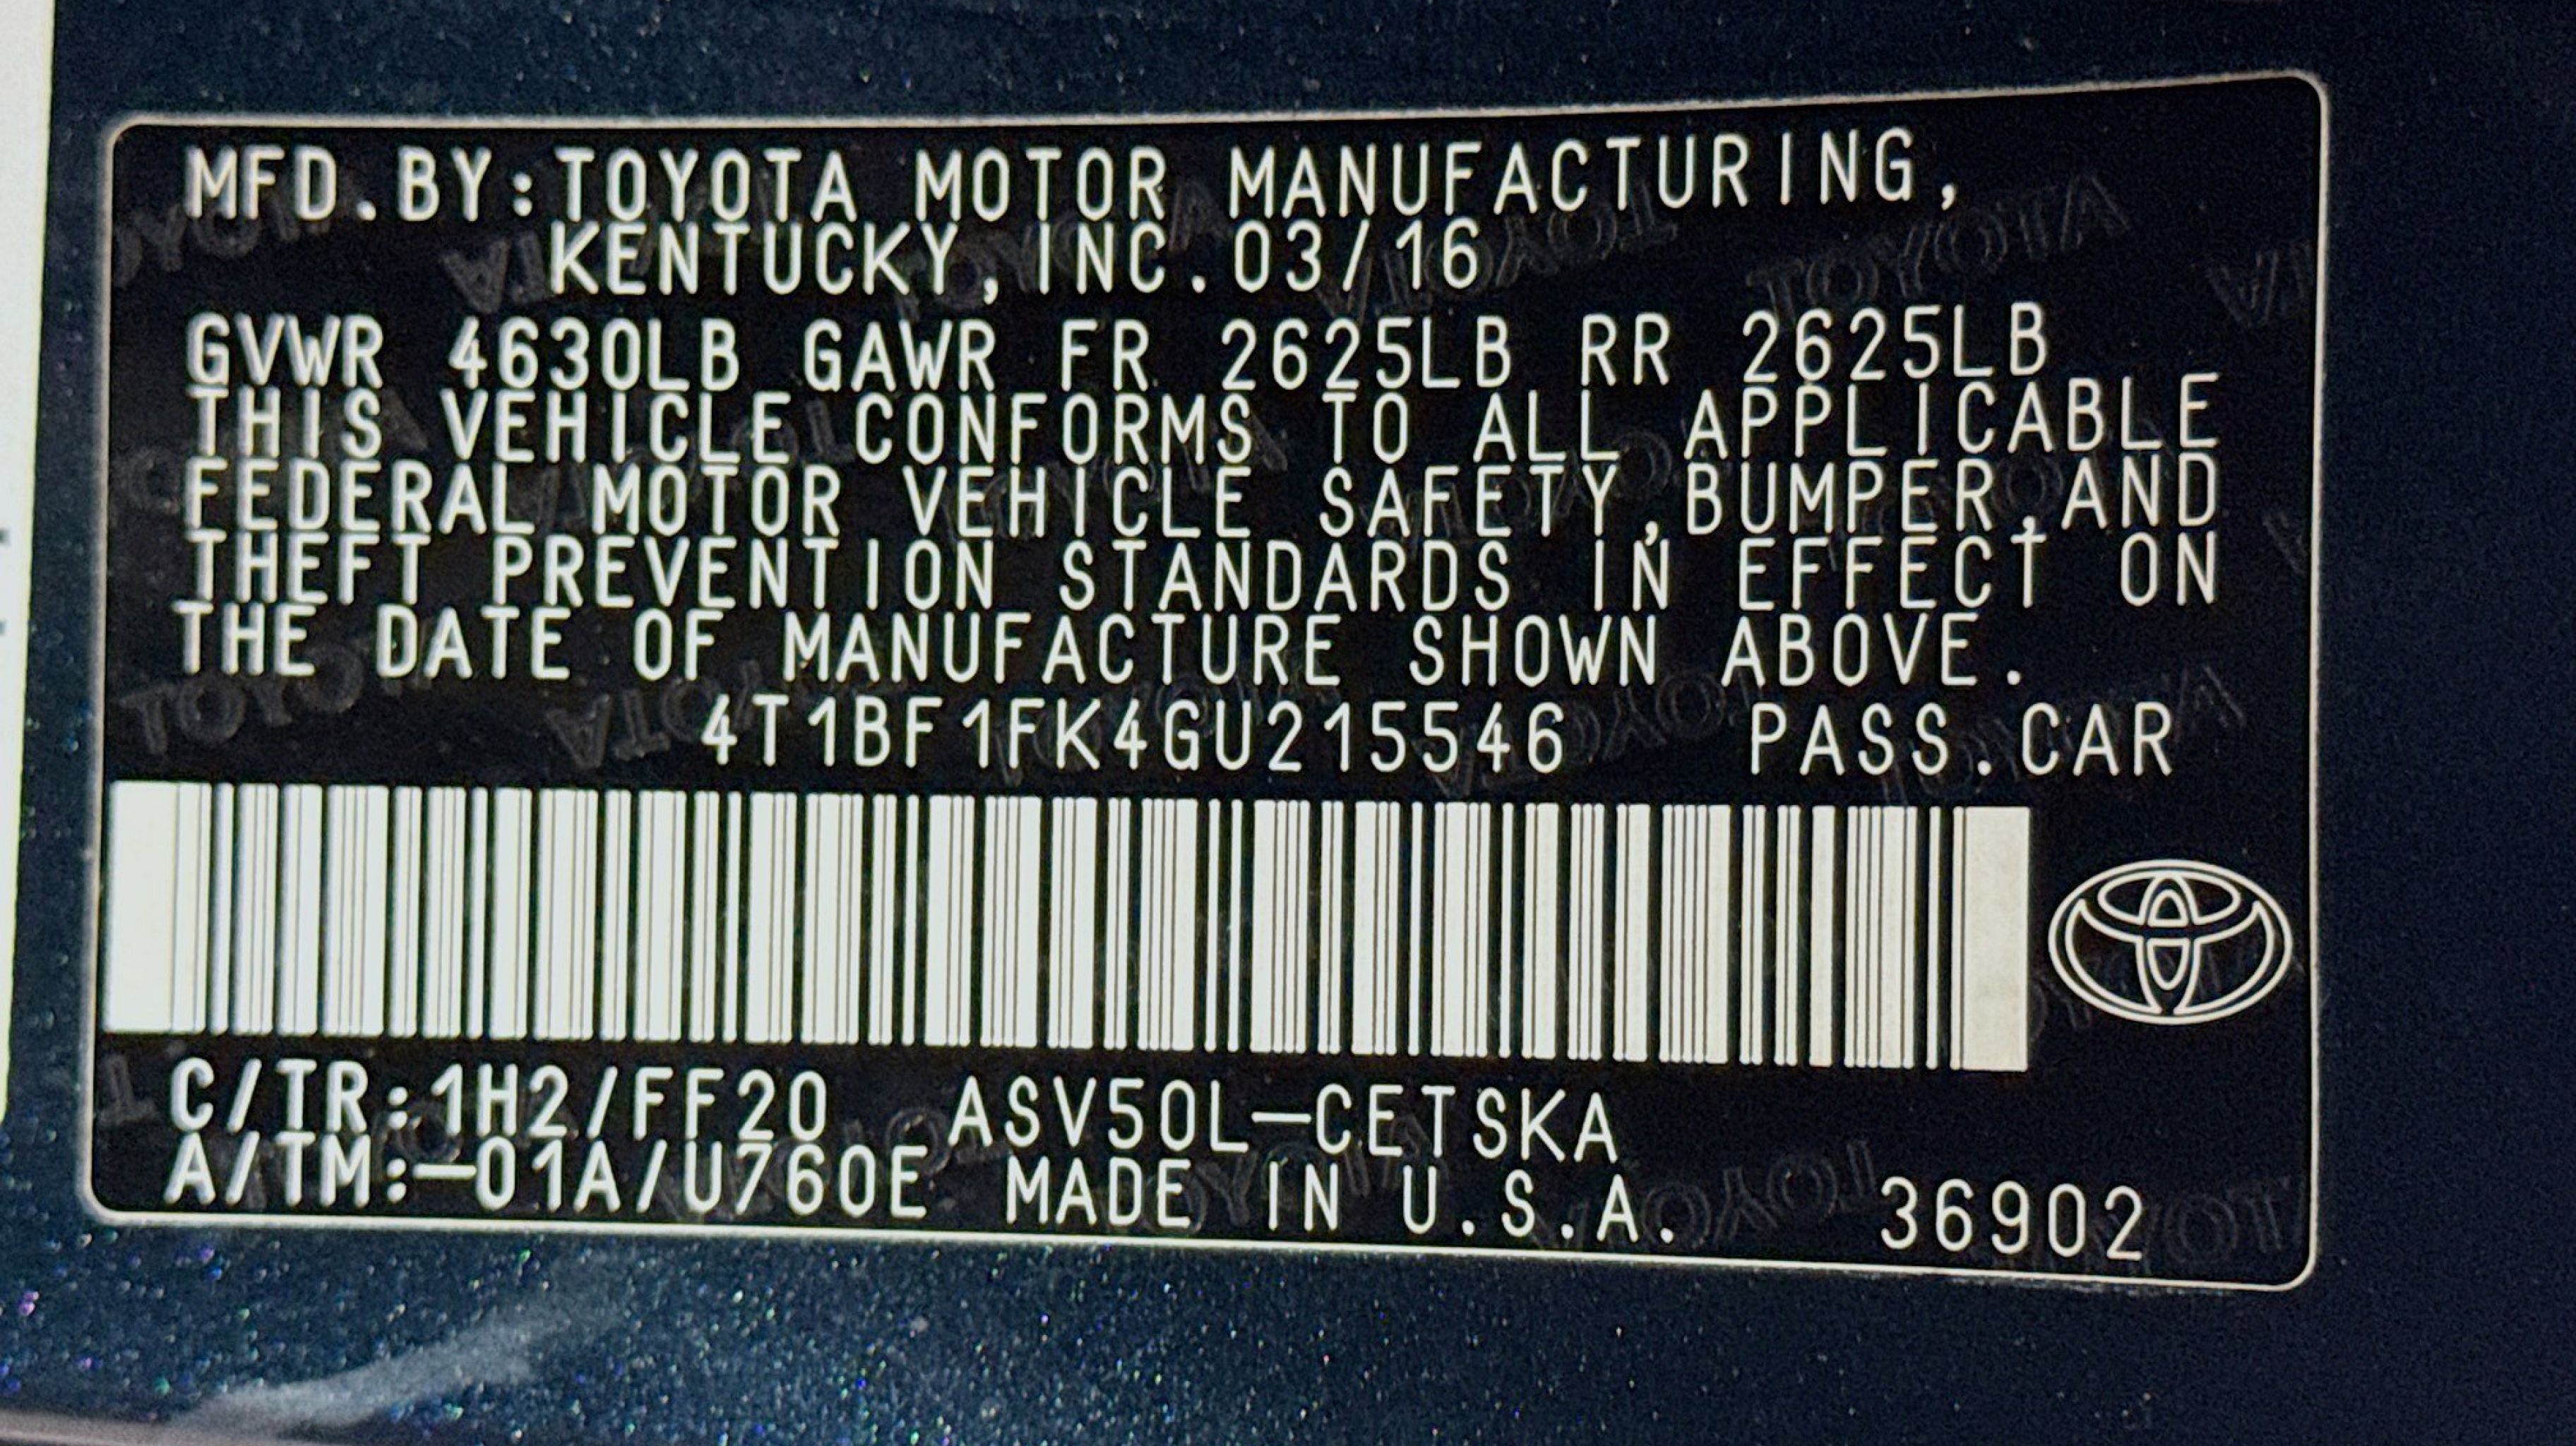 MFD.BY:TOYOTA MOTOR MANUFACTURING,
KENTUCKY,INC.03/16
GVWR 4630LB GAWR FR 2625LB RR 2625LB
THIS VEHICLE CONFORMS TO ALL APPLICABLE
FEDERAL MOTOR VEHICLE SAFETY,BUMPER,AND
THEFT PREVENTION STANDARDS IN EFFECT ON
THE DATE OF MANUFACTURE SHOWN ABOVE.
4T1BF1FK4GU215546 PASS.CAR
C/TR:1H2/FF20 ASV50L-CETSKA
A/TM:-01A/U760E MADE IN U.S.A. 36902